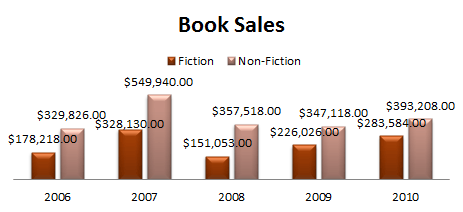 Book Sales
Fiction Non-Fiction
$549,940.00
$329,826.00 $357,518.00 $347,118.00 $393,208.00
$178,218.00 $328,130.00 $151,053.00 $226,026.00 $283,584.00
2006 2007 2008 2009 2010